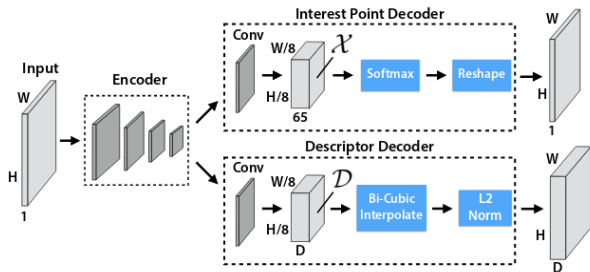 Interest Point Decoder
Conv
W/8
𝒳
H/8
65
Softmax
Reshape
W
H
1
Input
W
H
1
Encoder
Descriptor Decoder
Conv
W/8
𝒟
H/8
D
Bi-Cubic
Interpolate
L2
Norm
W
H
D